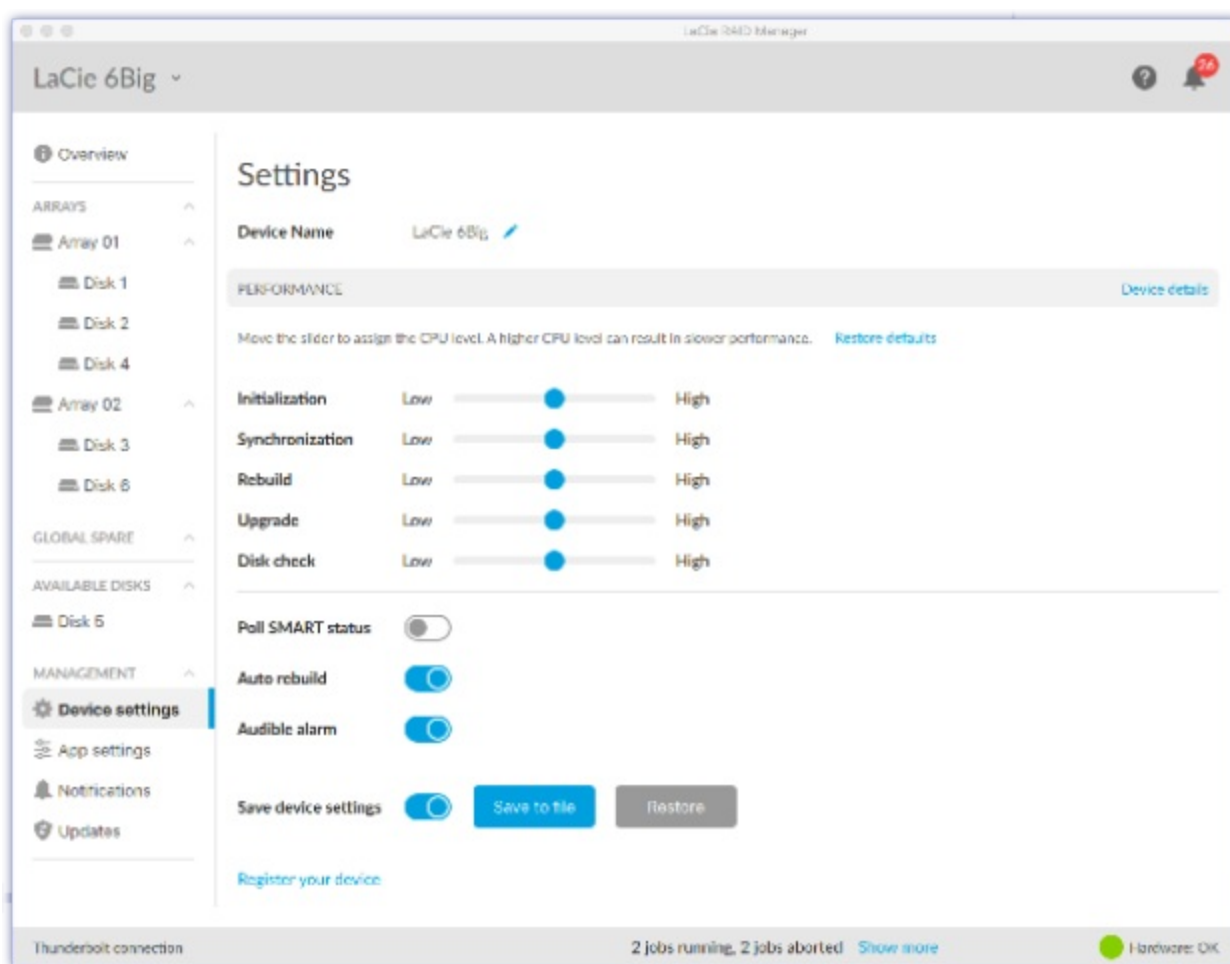 LaCie RAID Manager
LaCie 6Big
26
Overview
Settings
ARRAYS
Device Name LaCie 6Big
Array 01
Disk 1
PERFORMANCE Device details
Disk 2
Move the slider to assign the CPU level. A higher CPU level can result in slower performance. Restore defaults
Disk 4
Array 02
Initialization Low High
Disk 3
Synchronization Low High
Disk 6
Rebuild Low High
GLOBAL SPARE
Upgrade Low High
Disk check Low High
AVAILABLE DISKS
Disk 5
Poll SMART status
MANAGEMENT
Auto rebuild
Device settings
Audible alarm
App settings
Notifications
Save device settings Save to file Restore
Updates
Register your device
Thunderbolt connection 2 jobs running, 2 jobs aborted Show more Hardware: OK